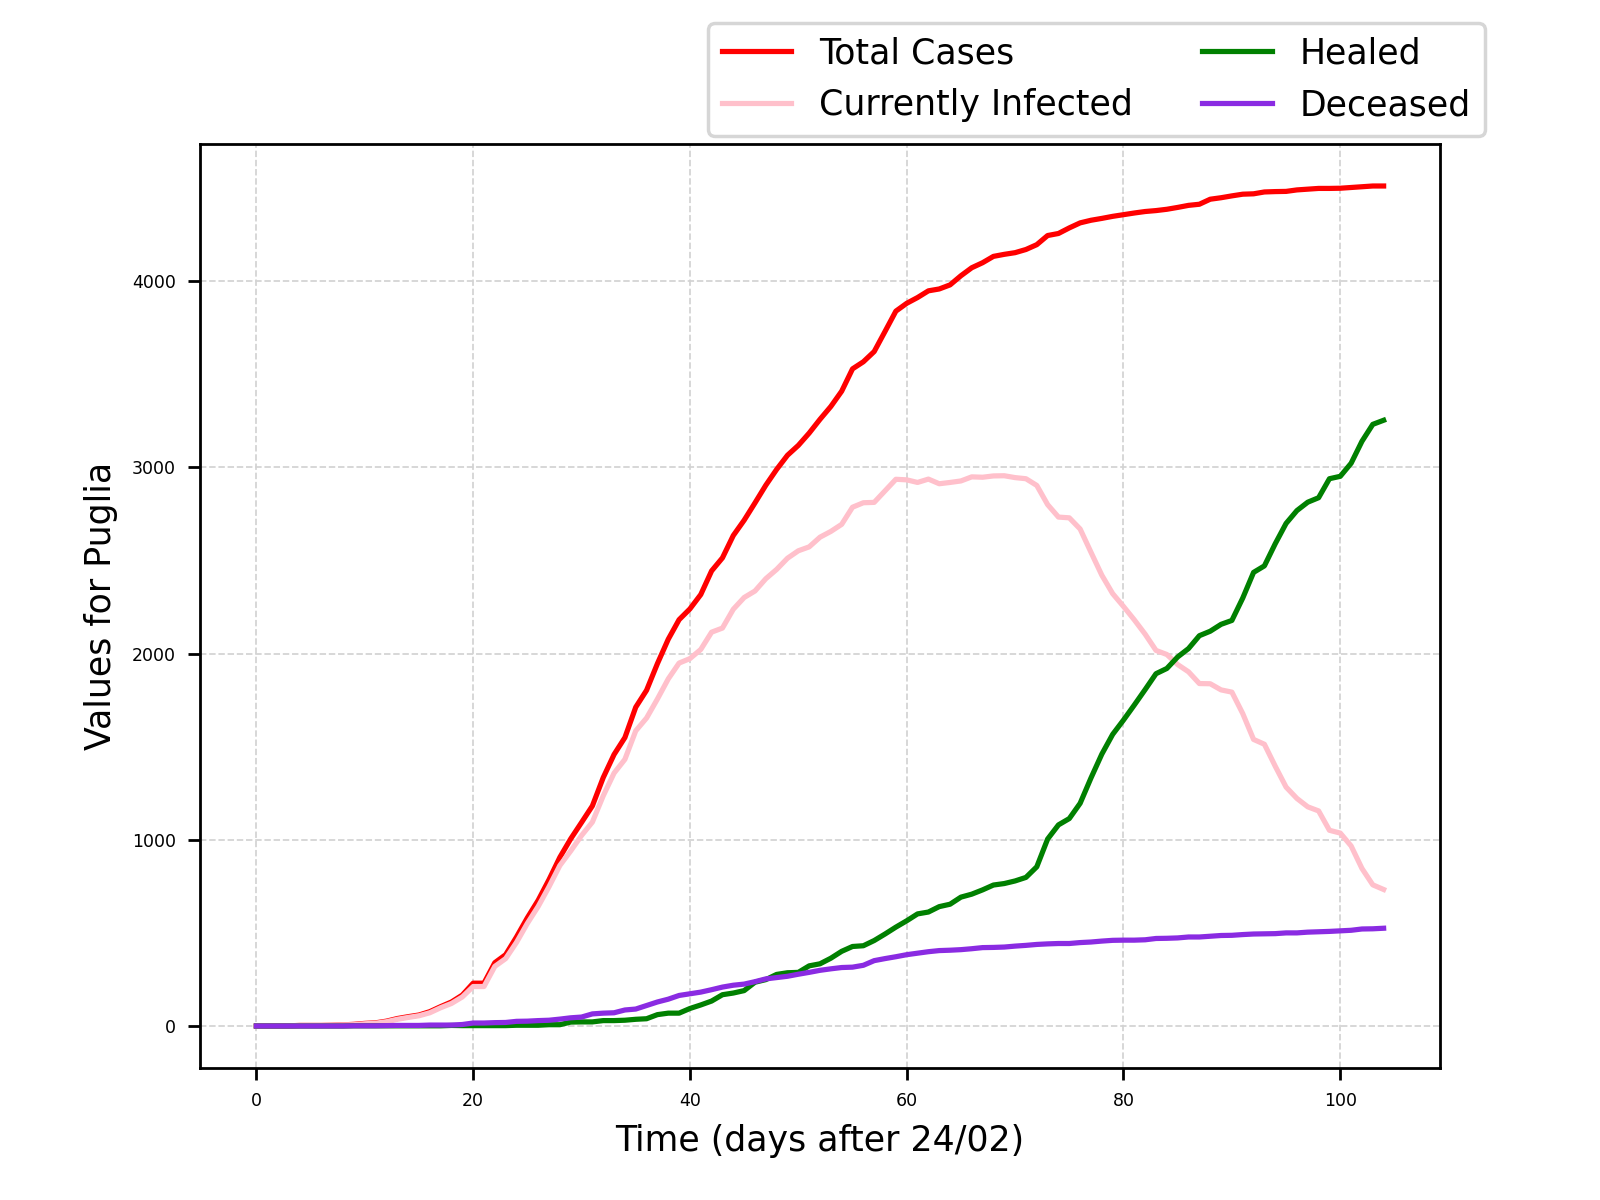 Total Cases
Currently Infected
Healed
Deceased
Values for Puglia
4000
3000
2000
1000
0
0 20 40 60 80 100
Time (days after 24/02)